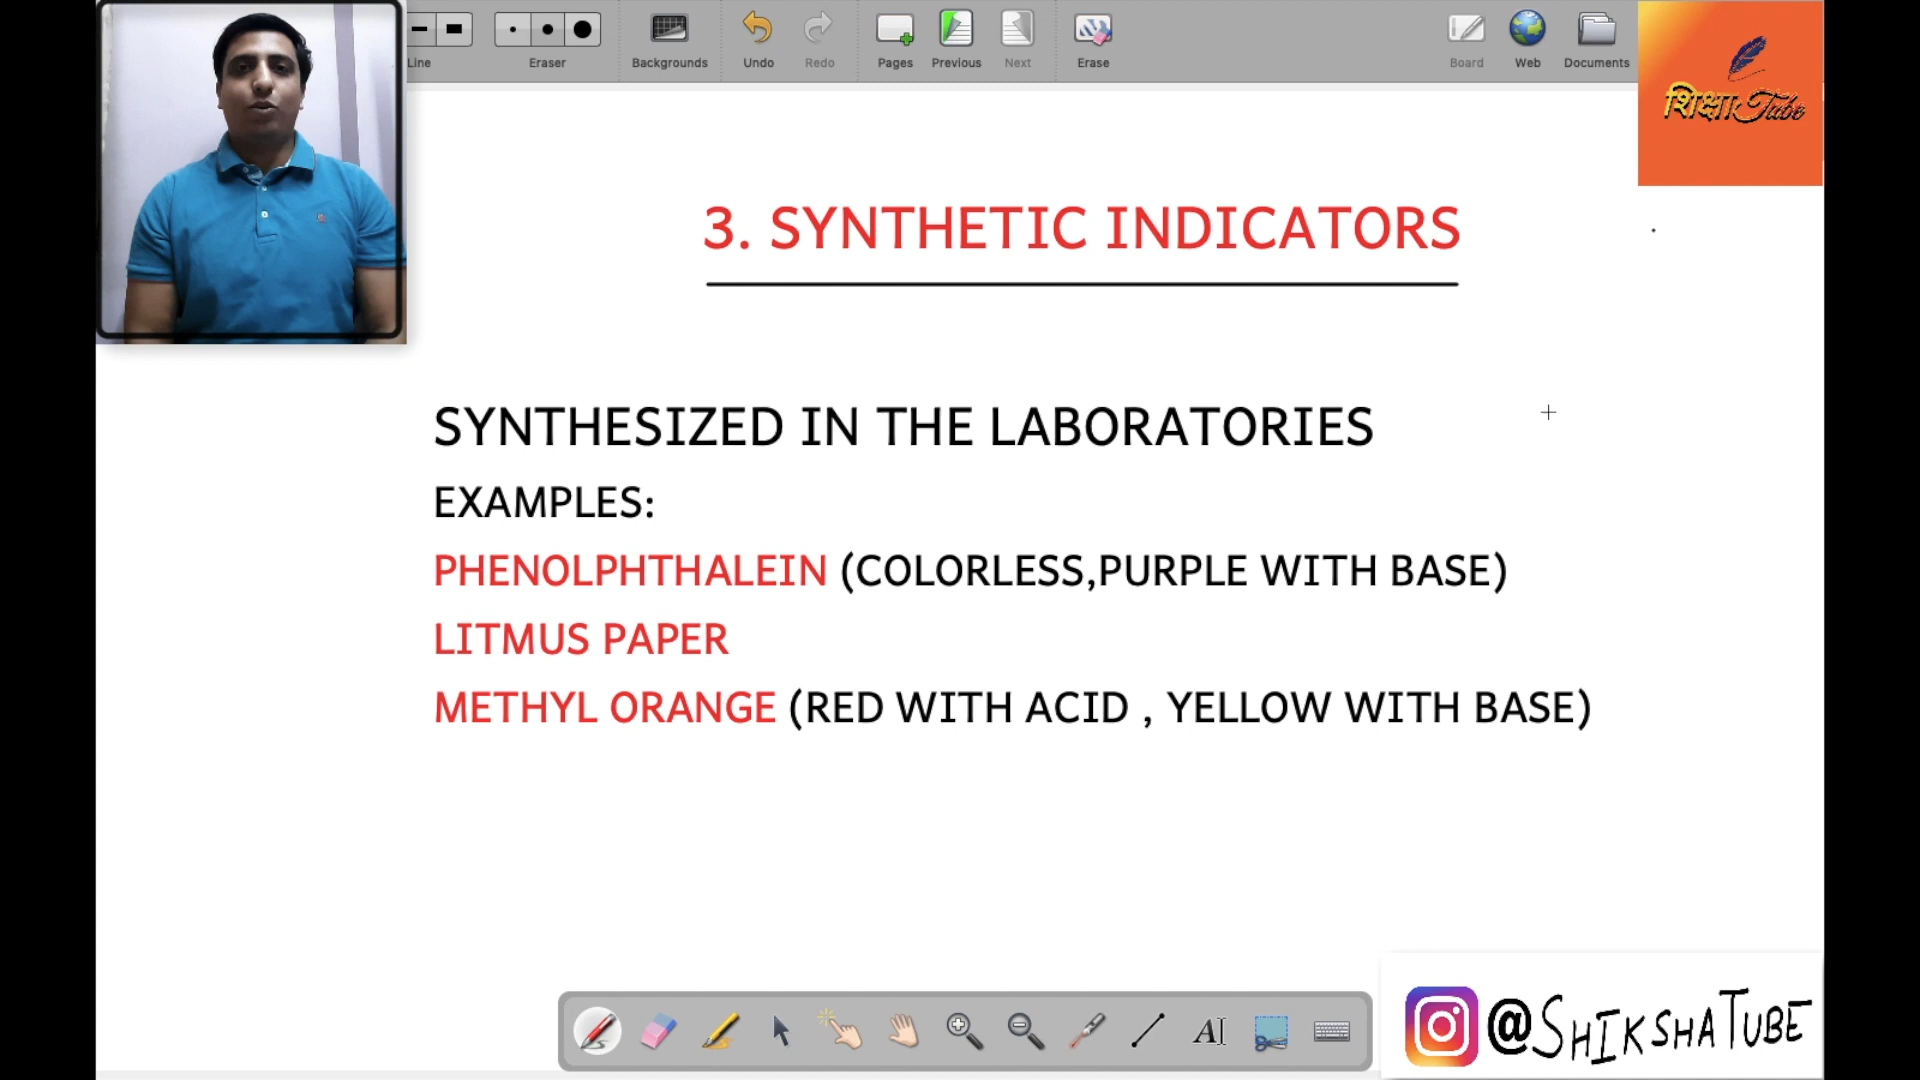 Line
Eraser
Backgrounds
Undo
Redo
Pages
Previous
Next
Erase
Board
Web
Documents
शिक्षा Tube
3. SYNTHETIC INDICATORS
SYNTHESIZED IN THE LABORATORIES
EXAMPLES:
PHENOLPHTHALEIN (COLORLESS,PURPLE WITH BASE)
LITMUS PAPER
METHYL ORANGE (RED WITH ACID , YELLOW WITH BASE)
@SHIKSHATUBE